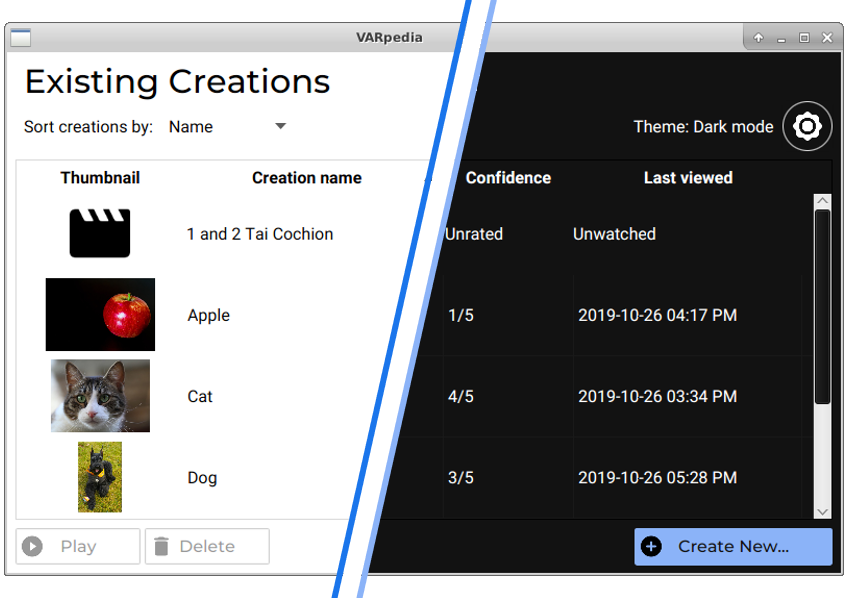 VARpedia
Existing Creations
Sort creations by: Name Theme: Dark mode
Thumbnail Creation name Confidence Last viewed
1 and 2 Tai Cochion Unrated Unwatched
Apple 1/5 2019-10-26 04:17 PM
Cat 4/5 2019-10-26 03:34 PM
Dog 3/5 2019-10-26 05:28 PM
Play Delete Create New...